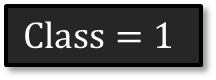 Class = 1